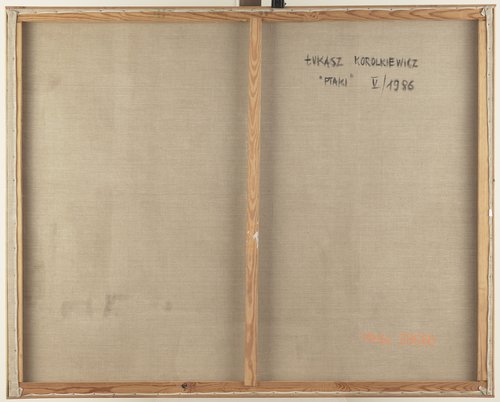 ŁUKASZ KOROLKIEWICZ
"PTAKI" V/1986